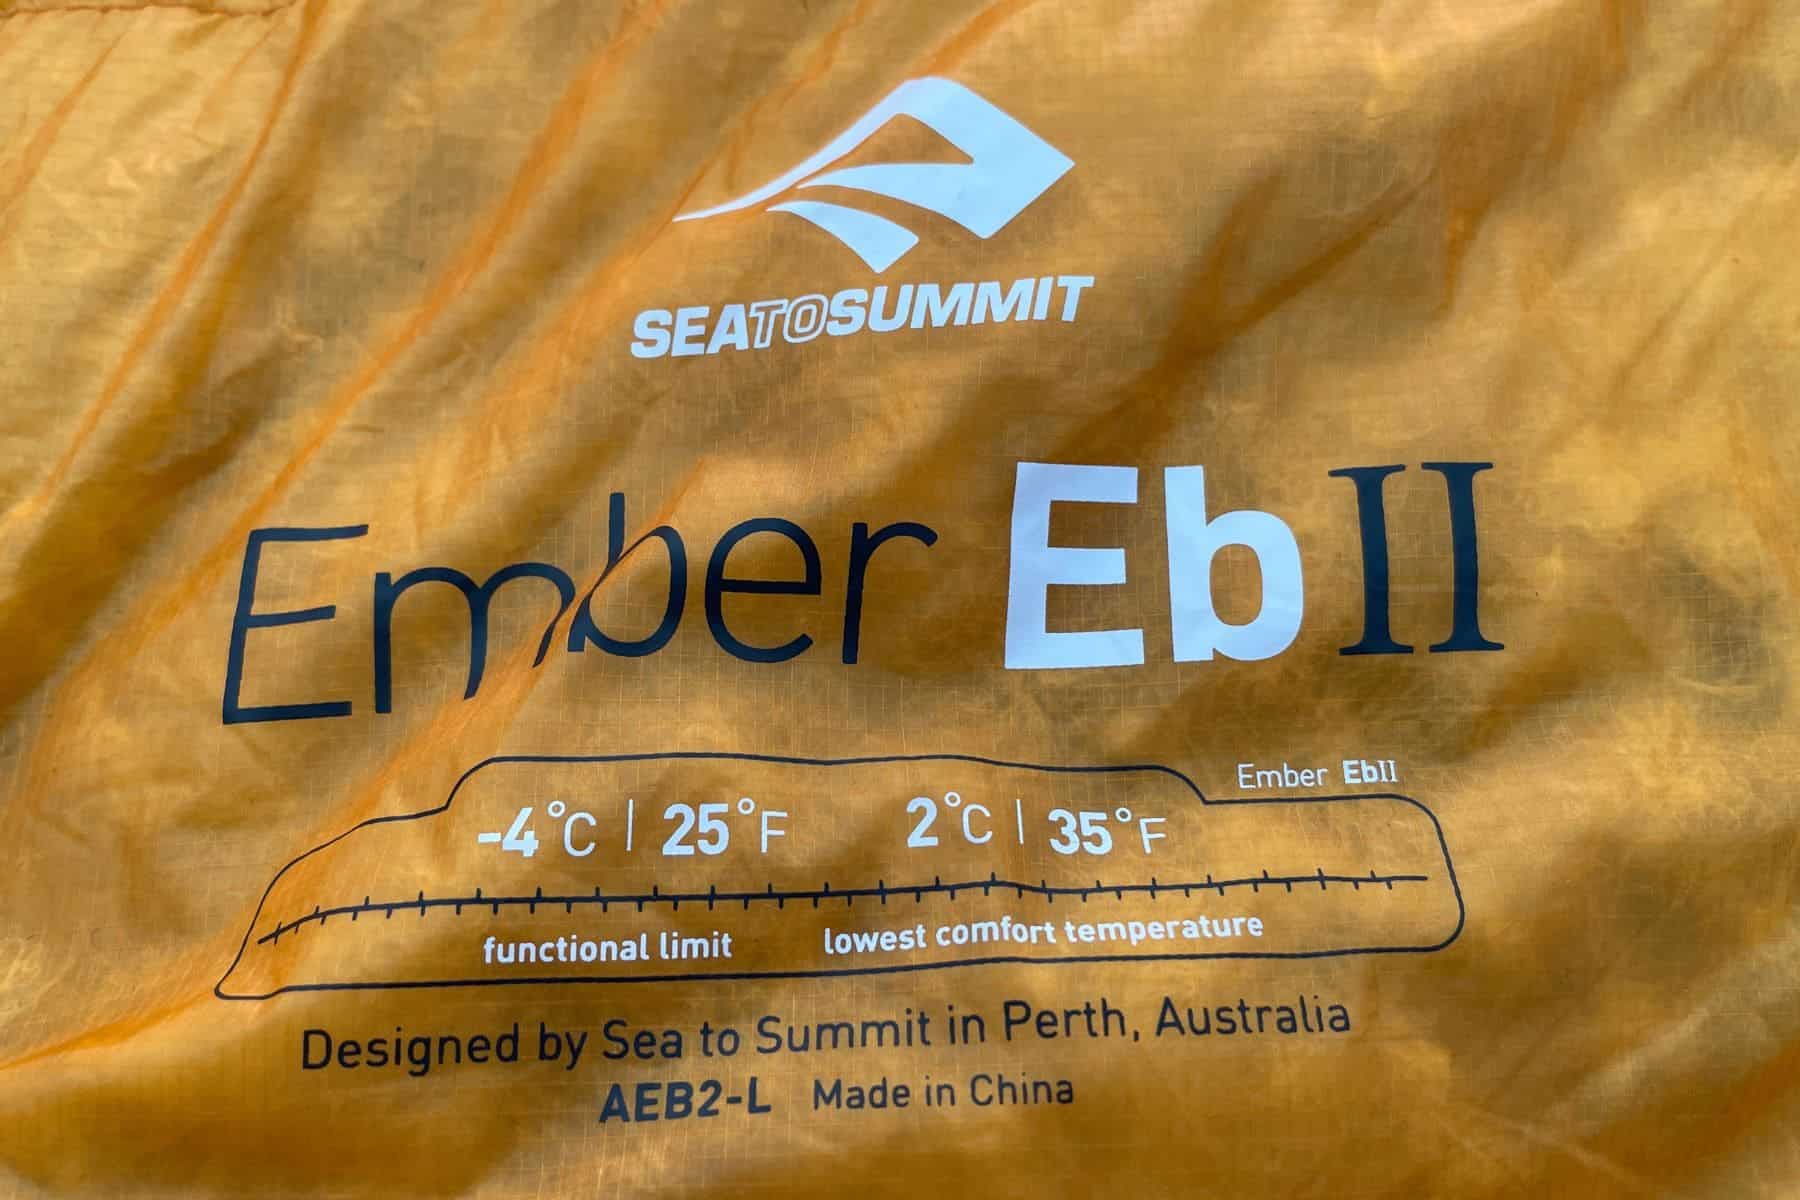 SEATOSUMMIT
Ember EbII
Ember EbII
-4°C | 25°F 2°C | 35°F
functional limit lowest comfort temperature
Designed by Sea to Summit in Perth, Australia
AEB2-L Made in China